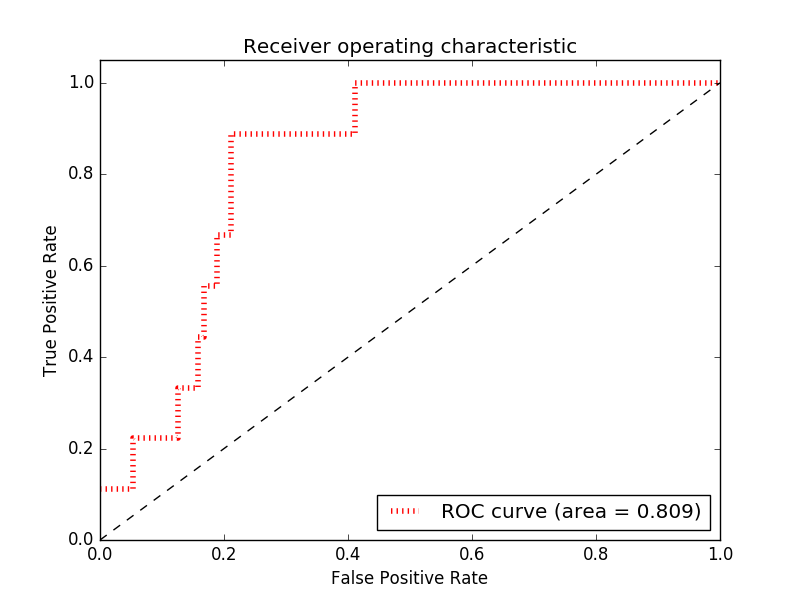 Receiver operating characteristic
1.0
0.8
0.6
0.4
0.2
0.0
True Positive Rate
ROC curve (area = 0.809)
0.0 0.2 0.4 0.6 0.8 1.0
False Positive Rate